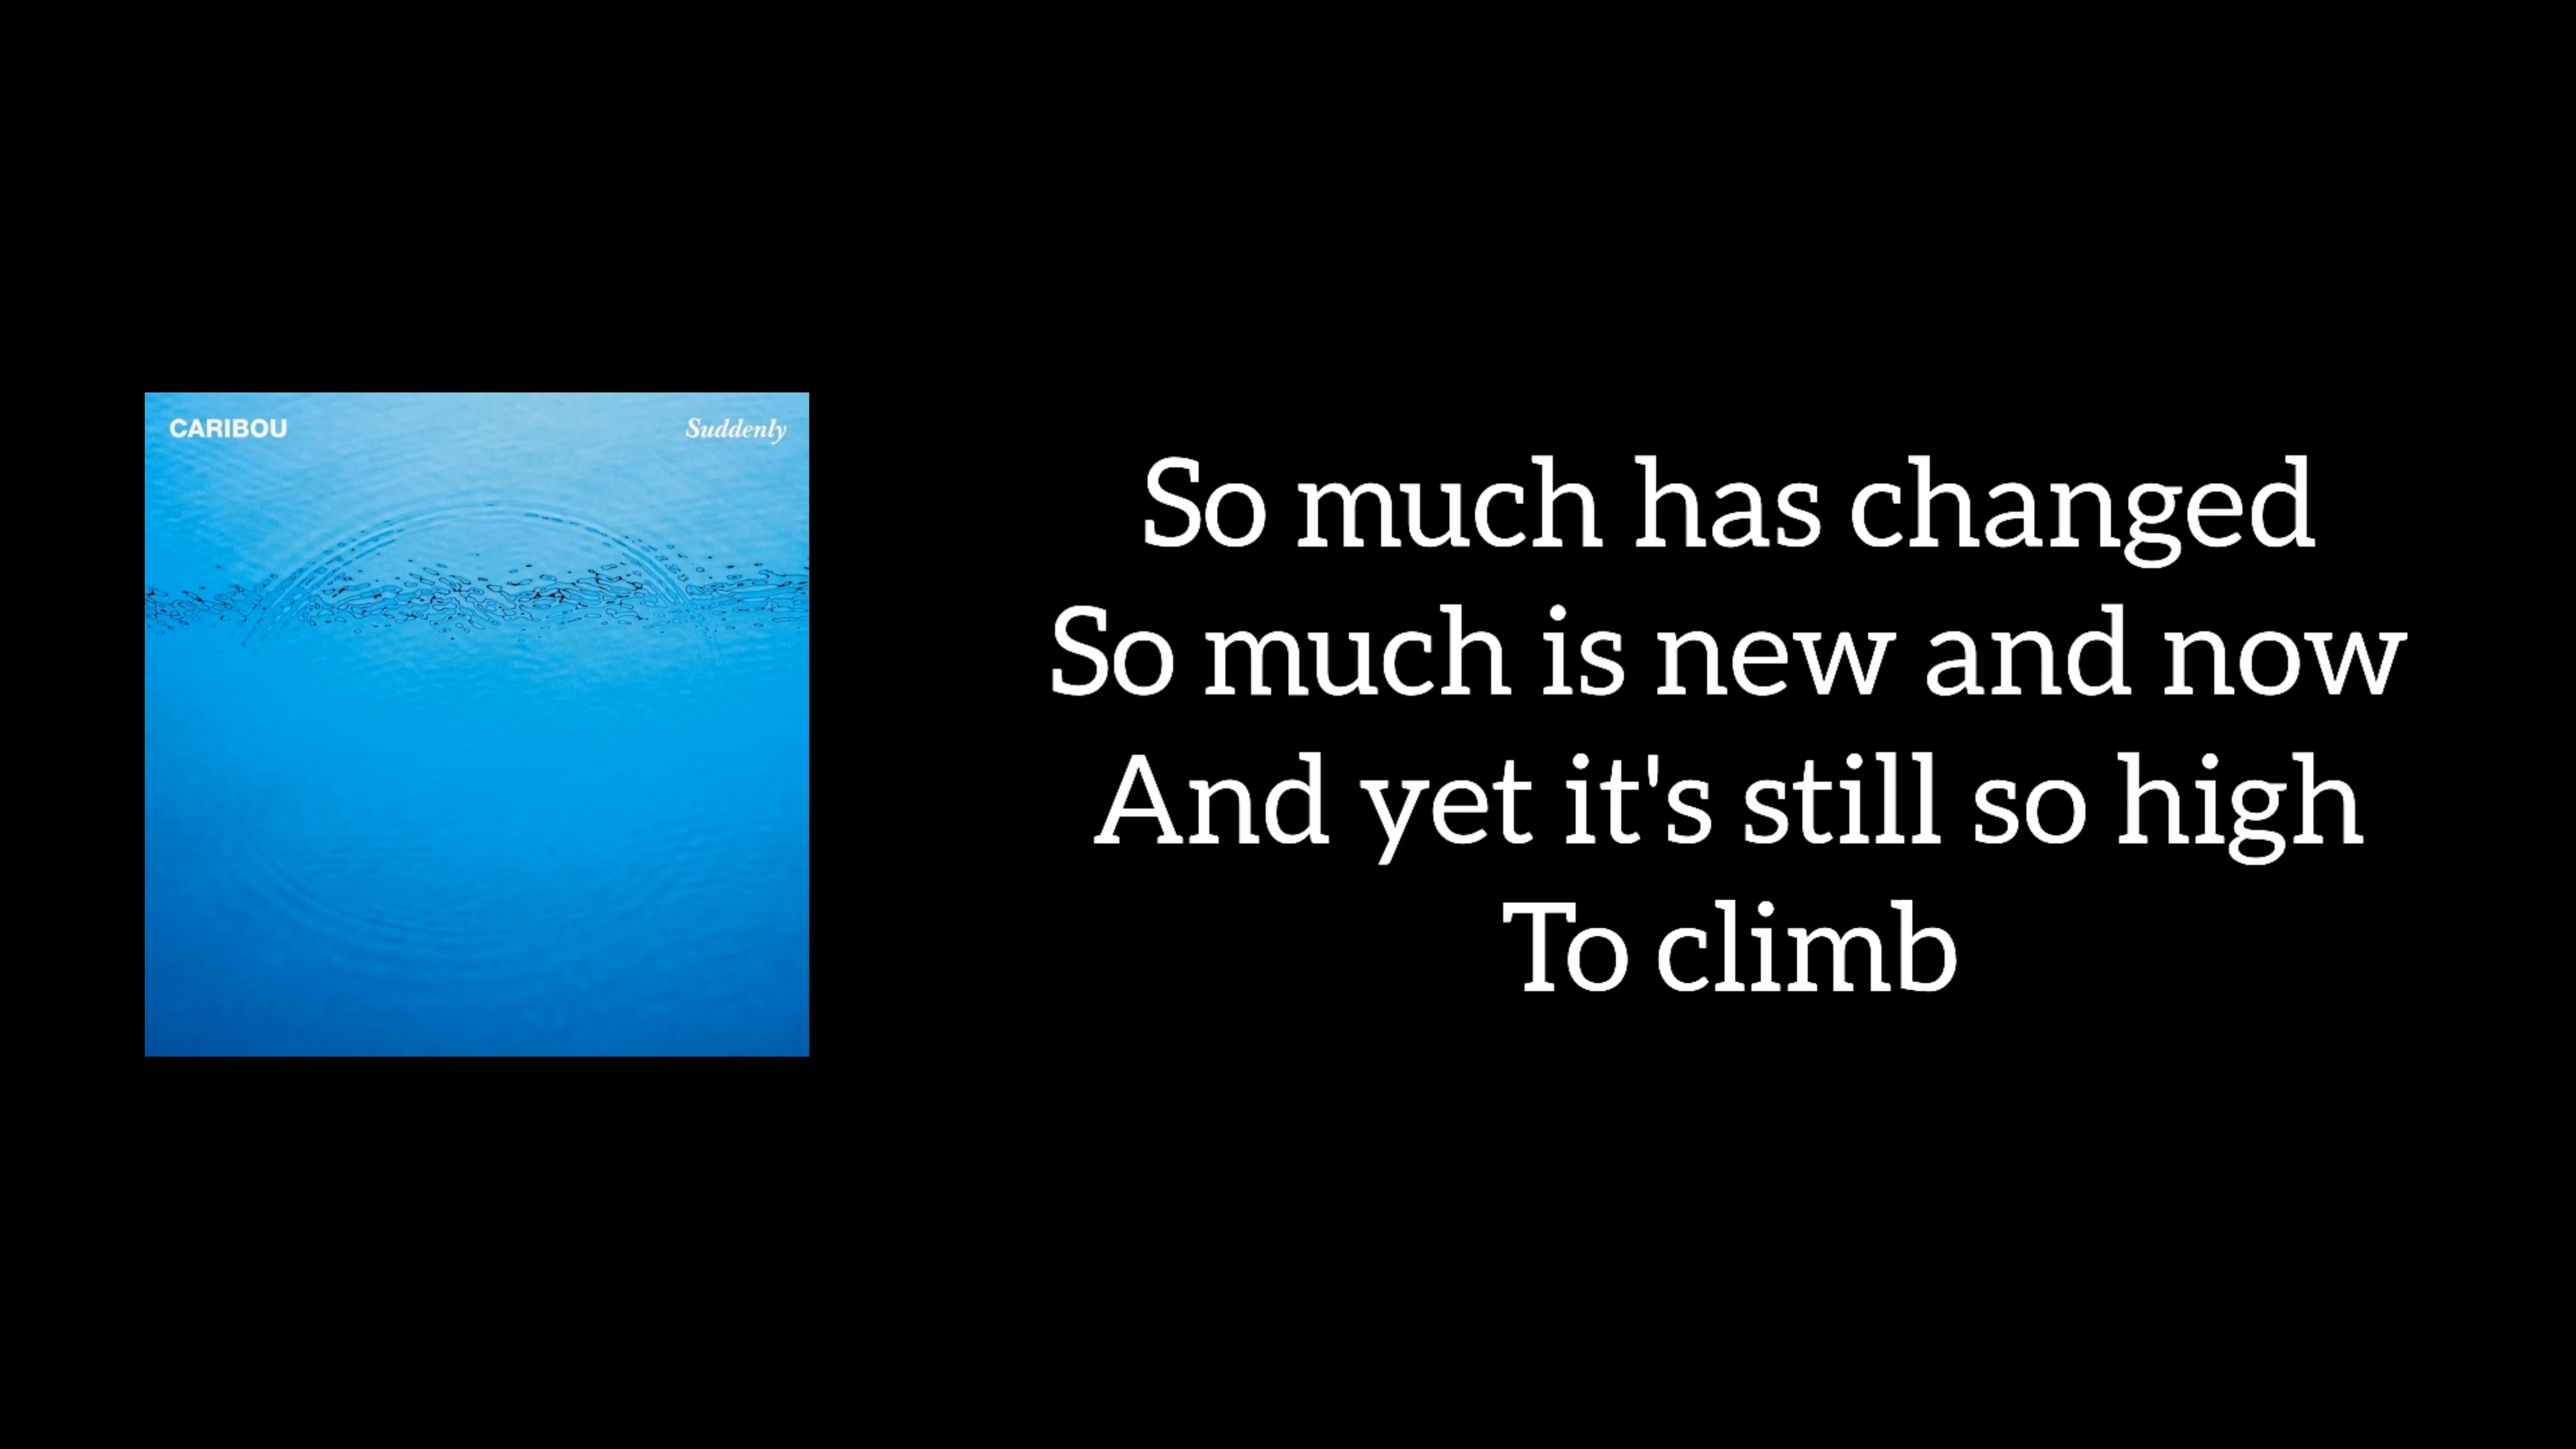 CARIBOU
Suddenly
So much has changed
So much is new and now
And yet it's still so high
To climb